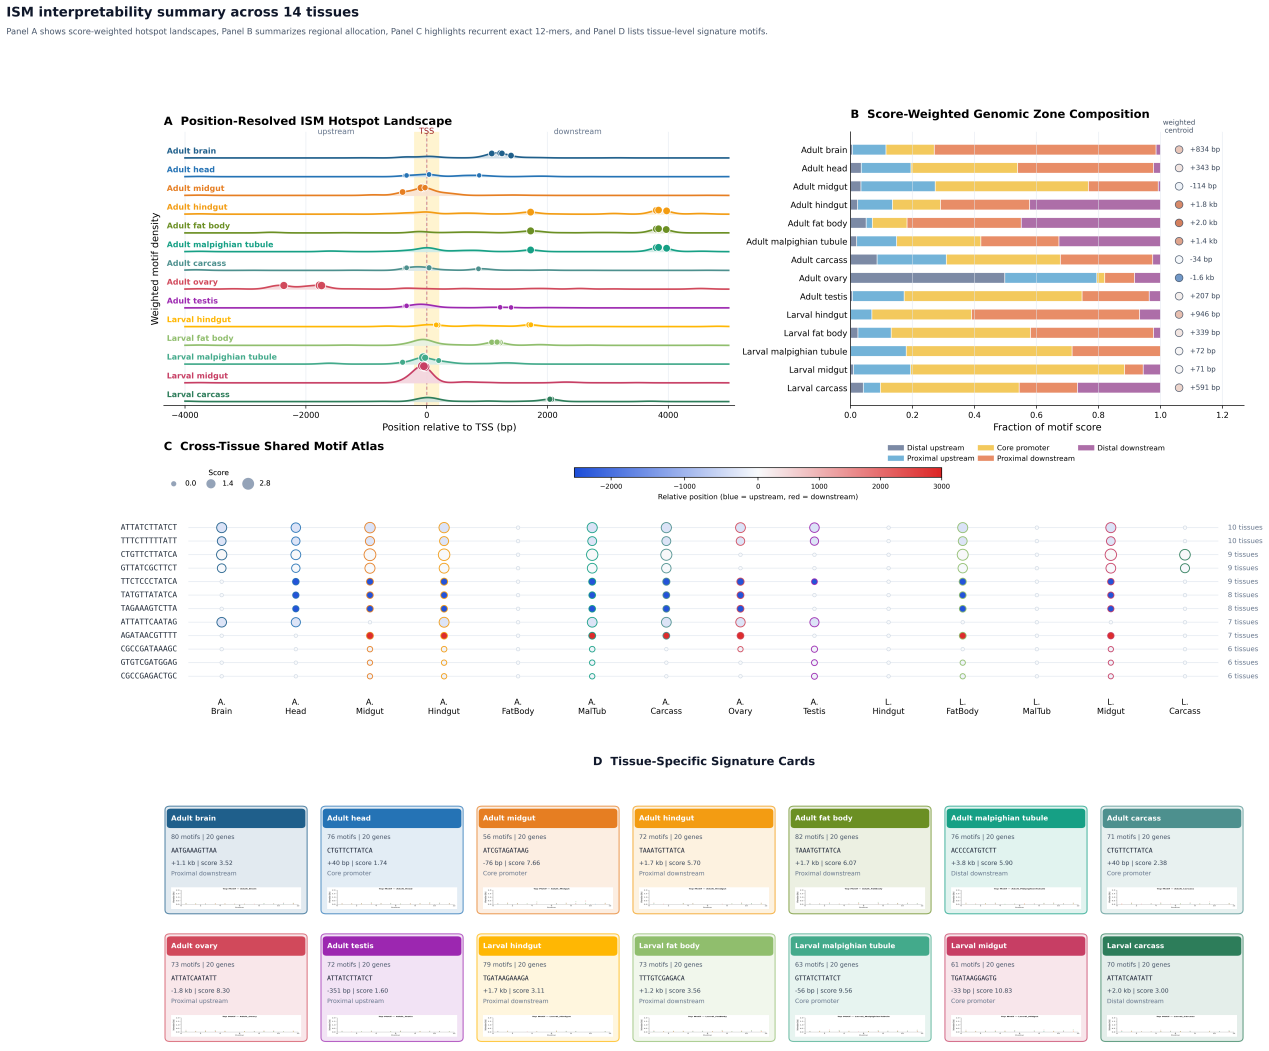 ISM interpretability summary across 14 tissues
Panel A shows score-weighted hotspot landscapes, Panel B summarizes regional allocation, Panel C highlights recurrent exact 12-mers, and Panel D lists tissue-level signature motifs.
A Position-Resolved ISM Hotspot Landscape
upstream TSS downstream
Weighted motif density
Adult brain
Adult head
Adult midgut
Adult hindgut
Adult fat body
Adult malpighian tubule
Adult carcass
Adult ovary
Adult testis
Larval hindgut
Larval fat body
Larval malpighian tubule
Larval midgut
Larval carcass
−4000 −2000 0 2000 4000
Position relative to TSS (bp)
B Score-Weighted Genomic Zone Composition
weighted
centroid
Adult brain +834 bp
Adult head +343 bp
Adult midgut -114 bp
Adult hindgut +1.8 kb
Adult fat body +2.0 kb
Adult malpighian tubule +1.4 kb
Adult carcass -34 bp
Adult ovary -1.6 kb
Adult testis +207 bp
Larval hindgut +946 bp
Larval fat body +339 bp
Larval malpighian tubule +72 bp
Larval midgut +71 bp
Larval carcass +591 bp
0.0 0.2 0.4 0.6 0.8 1.0 1.2
Fraction of motif score
Distal upstream Core promoter Distal downstream
Proximal upstream Proximal downstream
C Cross-Tissue Shared Motif Atlas
Score
0.0 1.4 2.8
−2000 −1000 0 1000 3000
Relative position (blue = upstream, red = downstream)
ATTATCTTATCT 10 tissues
TTTCTTTTTATT 10 tissues
CTGTTCTTATCA 9 tissues
GTTATCGCTTCT 9 tissues
TTCTCCCTATCA 9 tissues
TATGTTATATCA 8 tissues
TAGAAAGTCTTA 8 tissues
ATTATTCAATAG 7 tissues
AGATAACGTTTT 7 tissues
CGCCGATAAAGC 6 tissues
GTGTCGATGGAG 6 tissues
CGCCGAGACTGC 6 tissues
A. A. A. A. A. A. A. A. A. L. L. L. L. L.
Brain Head Midgut Hindgut FatBody MalTub Carcass Ovary Testis Hindgut FatBody MalTub Midgut Carcass
D Tissue-Specific Signature Cards
Adult brain
80 motifs | 20 genes
AATGAAAGTTAA
+1.1 kb | score 3.52
Proximal downstream
Adult head
76 motifs | 20 genes
CTGTTCTTATCA
+40 bp | score 1.74
Core promoter
Adult midgut
56 motifs | 20 genes
ATCGTAGATAAG
-76 bp | score 7.66
Core promoter
Adult hindgut
72 motifs | 20 genes
TAAATGTTATCA
+1.7 kb | score 5.70
Proximal downstream
Adult fat body
82 motifs | 20 genes
TAAATGTTATCA
+1.7 kb | score 6.07
Proximal downstream
Adult malpighian tubule
76 motifs | 20 genes
ACCCCATGTCTT
+3.8 kb | score 5.90
Distal downstream
Adult carcass
71 motifs | 20 genes
CTGTTCTTATCA
+40 bp | score 2.38
Core promoter
Adult ovary
73 motifs | 20 genes
ATTATCAATATT
-1.8 kb | score 8.30
Proximal upstream
Adult testis
72 motifs | 20 genes
ATTATCTTATCT
-351 bp | score 1.60
Proximal upstream
Larval hindgut
79 motifs | 20 genes
TGATAAGAAAGA
+1.7 kb | score 3.11
Proximal downstream
Larval fat body
73 motifs | 20 genes
TTTGTCGAGACA
+1.2 kb | score 3.56
Proximal downstream
Larval malpighian tubule
63 motifs | 20 genes
GTTATCTTATCT
-56 bp | score 9.56
Core promoter
Larval midgut
61 motifs | 20 genes
TGATAAGGAGTG
-33 bp | score 10.83
Core promoter
Larval carcass
70 motifs | 20 genes
ATTATCAATATT
+2.0 kb | score 3.00
Distal downstream